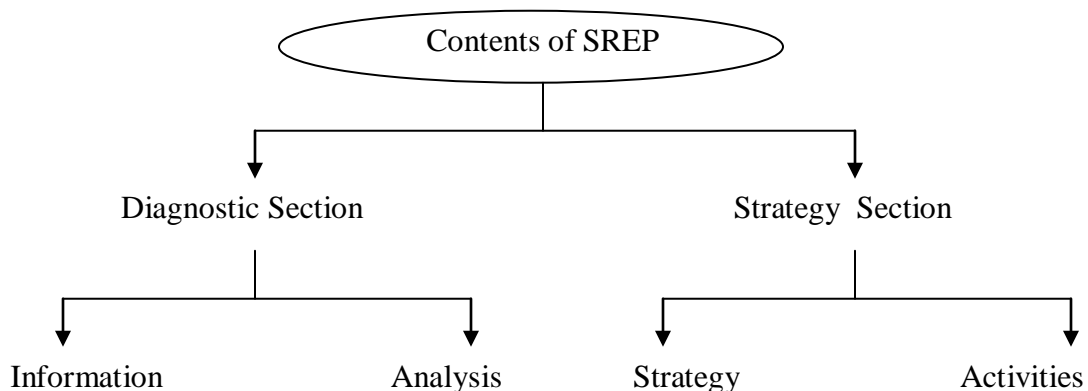 Contents of SREP
Diagnostic Section Strategy Section
Information Analysis Strategy Activities